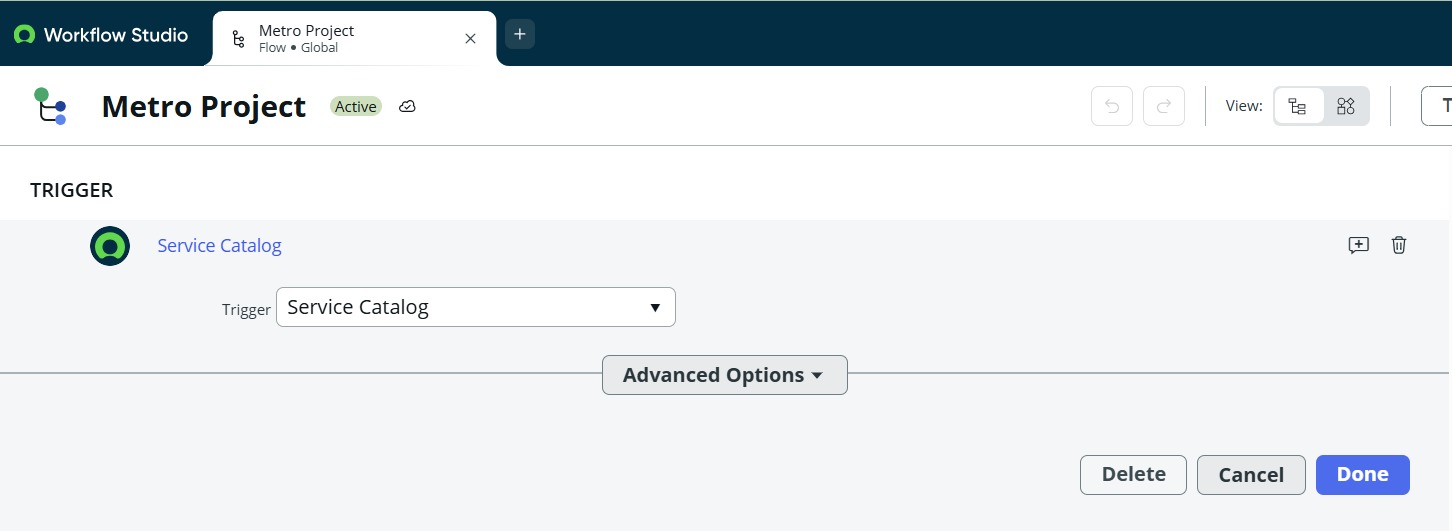 Workflow Studio
Metro Project
Flow • Global
+
Metro Project
Active
View:
T
TRIGGER
Service Catalog
Trigger
Service Catalog
Advanced Options
Delete
Cancel
Done